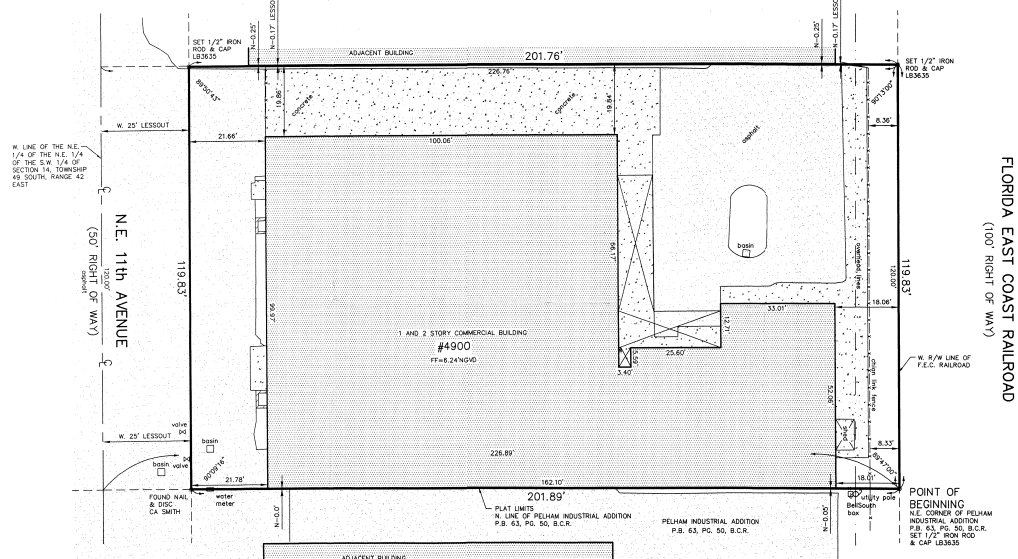 N-0.25'
N-0.17' LESSO
N-0.25'
N-0.17' LESSO
SET 1/2" IRON
ROD & CAP
LB3635
ADJACENT BUILDING
201.76'
226.76'
SET 1/2" IRON
ROD & CAP
LB3635
89°50'43"
90°13'00"
concrete
concrete
19.86'
19.84'
asphalt
W. 25' LESSOUT
21.66'
100.06'
8.36'
W. LINE OF THE N.E.
1/4 OF THE N.E. 1/4
OF THE S.W. 1/4 OF
SECTION 14, TOWNSHIP
49 SOUTH, RANGE 42
EAST
N.E. 11th AVENUE
(50' RIGHT OF WAY)
120.00'
asphalt
119.83'
99.97'
66.17'
basin
overhead lines
119.83'
120.00'
FLORIDA EAST COAST RAILROAD
(100' RIGHT OF WAY)
33.01'
18.06'
12.71'
1 AND 2 STORY COMMERCIAL BUILDING
#4900
FF=6.24'NGVD
25.60'
5.59'
3.40'
W. R/W LINE OF
F.E.C. RAILROAD
chain link fence
52.06'
shed
W. 25' LESSOUT
valve
basin
basin
valve
90°09'16"
226.89'
8.33'
89°47'00"
21.78'
162.10'
18.01'
201.89'
FOUND NAIL
& DISC
CA SMITH
water
meter
N-0.0'
PLAT LIMITS
N. LINE OF PELHAM INDUSTRIAL ADDITION
P.B. 63, PG. 50, B.C.R.
PELHAM INDUSTRIAL ADDITION
P.B. 63, PG. 50, B.C.R.
N-0.05'
utility pole
BellSouth
box
POINT OF
BEGINNING
N.E. CORNER OF PELHAM
INDUSTRIAL ADDITION
P.B. 63, PG. 50, B.C.R.
SET 1/2" IRON ROD
& CAP LB3635
ADJACENT BUILDING